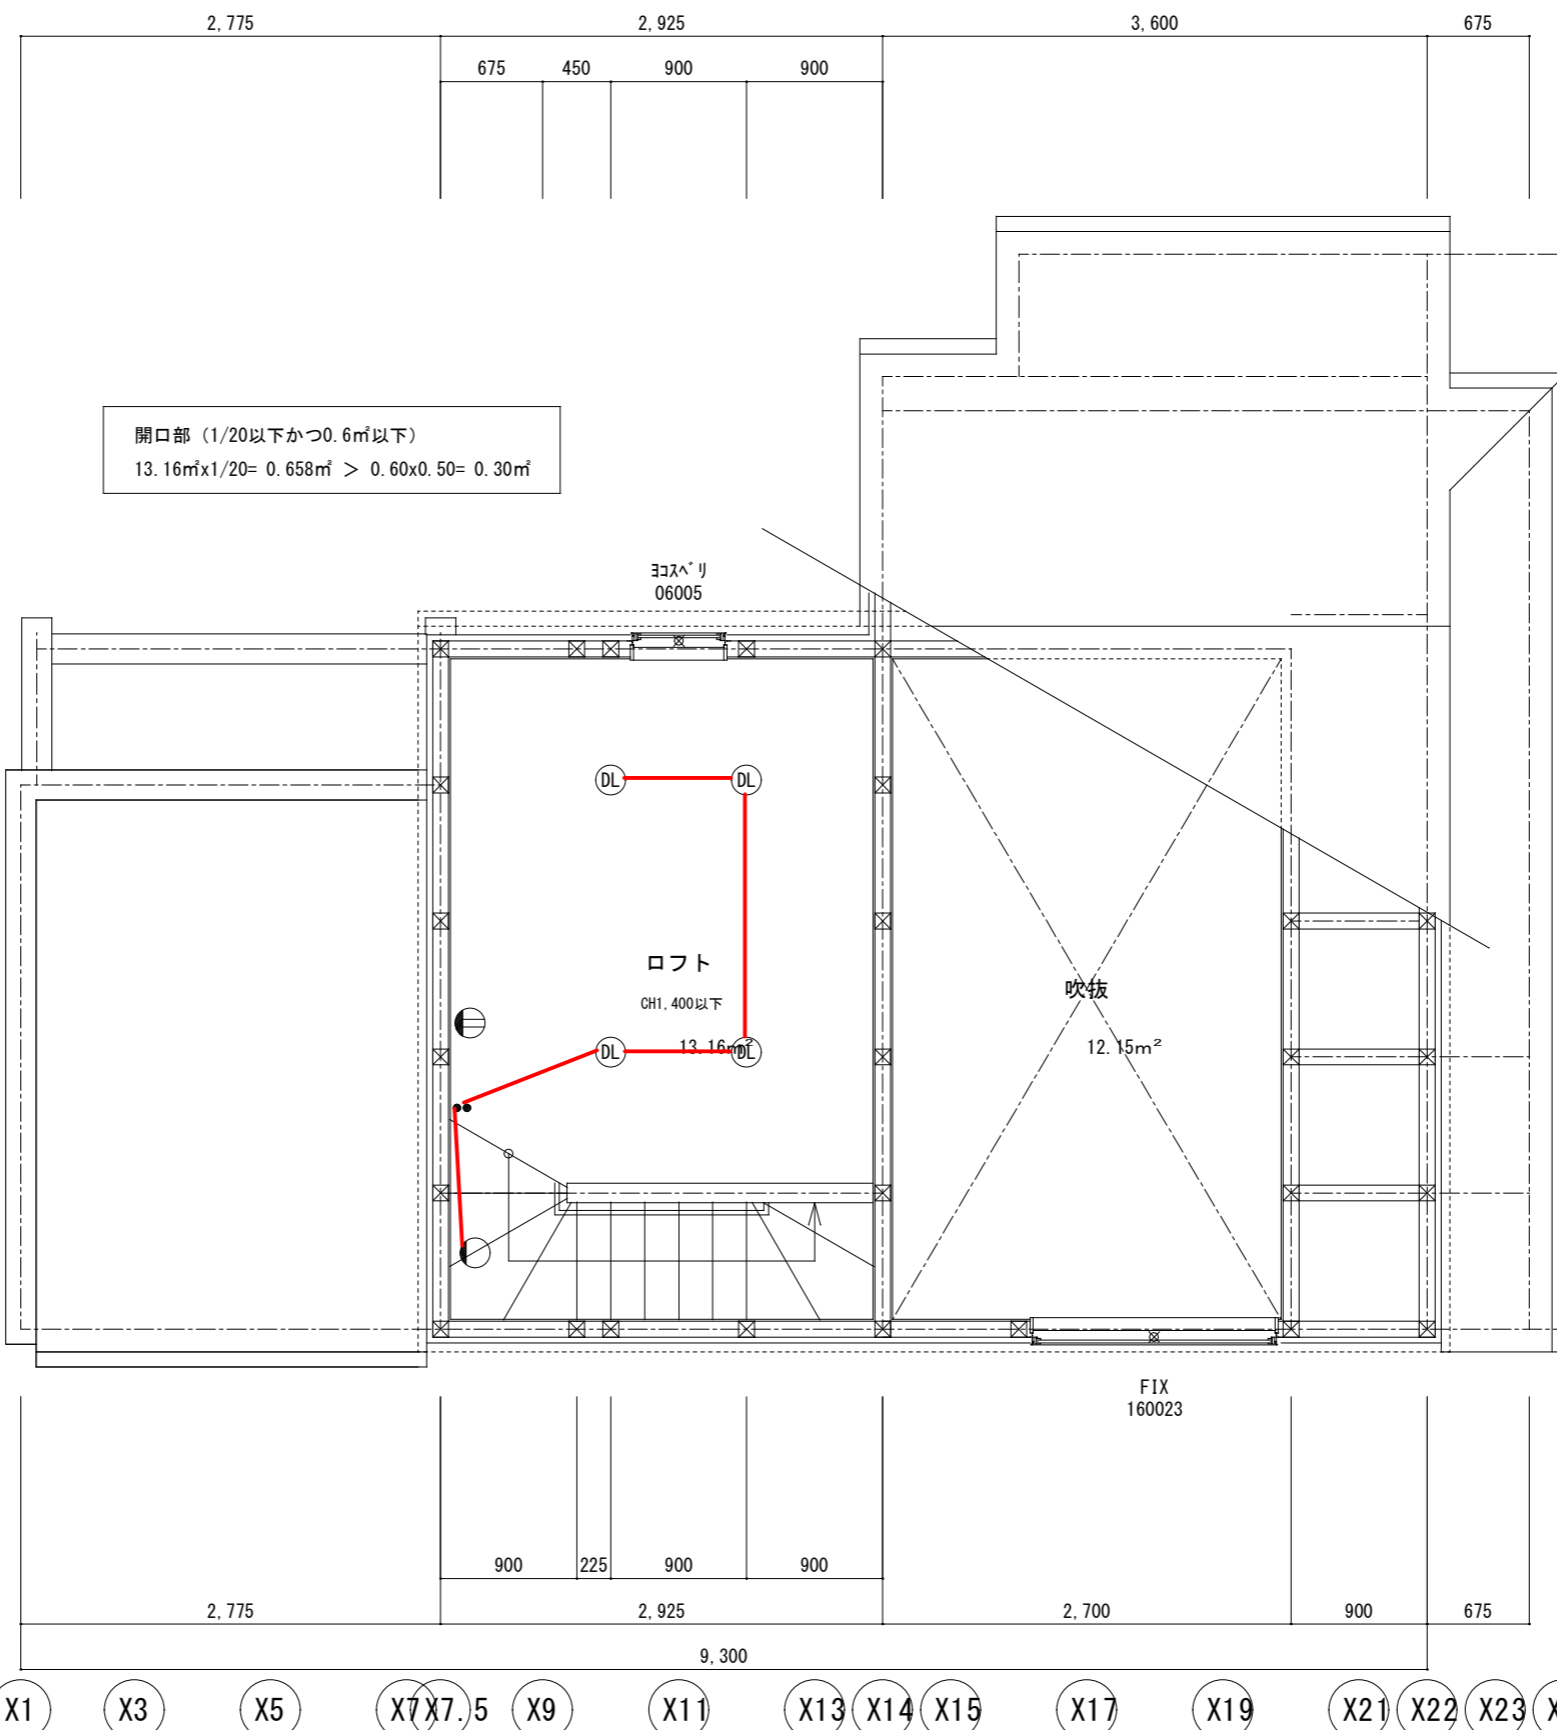 2,775 2,925 3,600 675
675 450 900 900
開口部（1/20以下かつ0.6㎡以下）
13.16㎡x1/20= 0.658㎡ ＞ 0.60x0.50= 0.30㎡
ﾖｺｽﾍﾞﾘ
06005
DL DL
ロフト
CH1,400以下
吹抜
DL 13.16m² DL
12.15m²
FIX
160023
900 225 900 900
2,775 2,925 2,700 900 675
9,300
X1 X3 X5 X7 X7.5 X9 X11 X13 X14 X15 X17 X19 X21 X22 X23